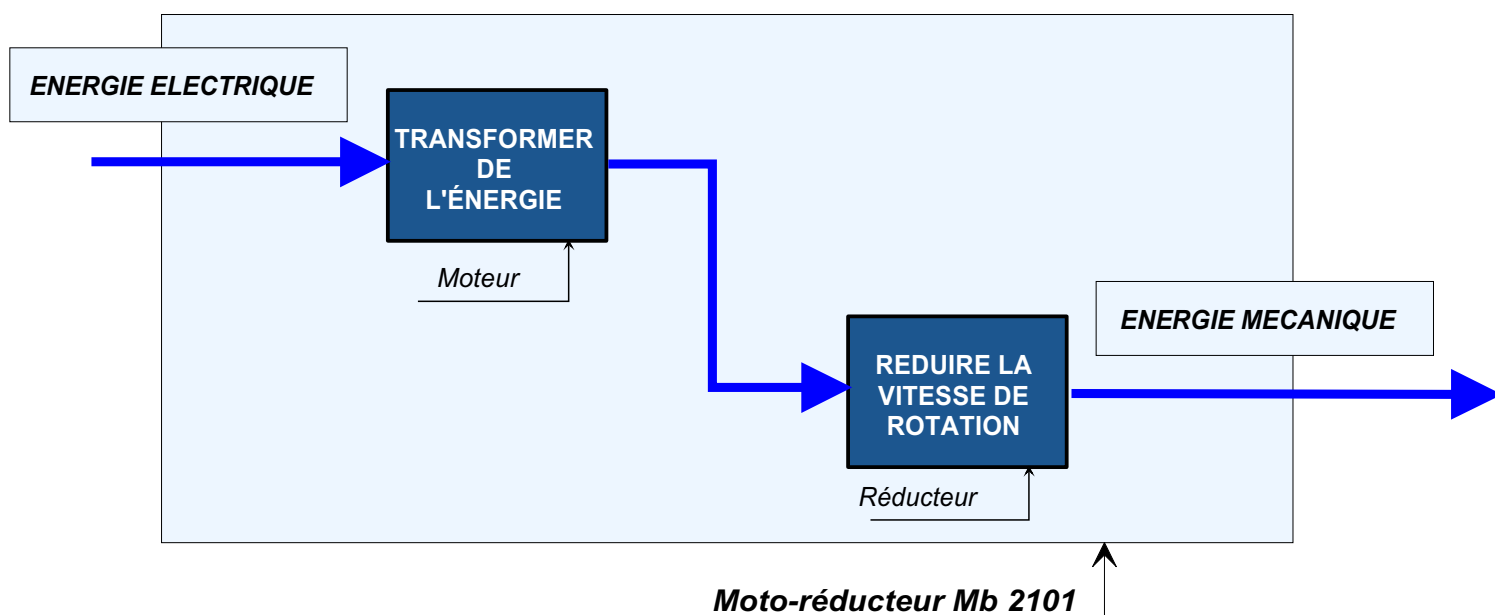 ENERGIE ELECTRIQUE
TRANSFORMER
DE
L'ÉNERGIE
Moteur
ENERGIE MECANIQUE
REDUIRE LA
VITESSE DE
ROTATION
Réducteur
Moto-réducteur Mb 2101